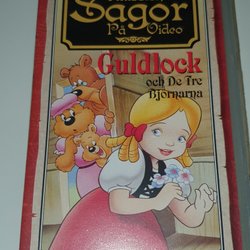 Sagor
På Video
Guldlock
och De Tre
Björnarna